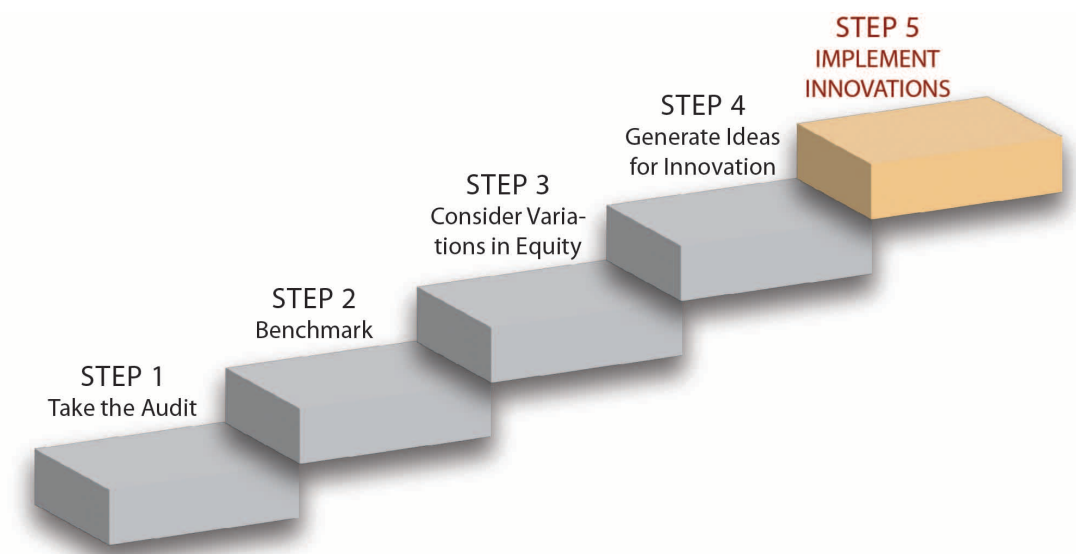 STEP 1
Take the Audit
STEP 2
Benchmark
STEP 3
Consider Varia-
tions in Equity
STEP 4
Generate Ideas
for Innovation
STEP 5
IMPLEMENT
INNOVATIONS